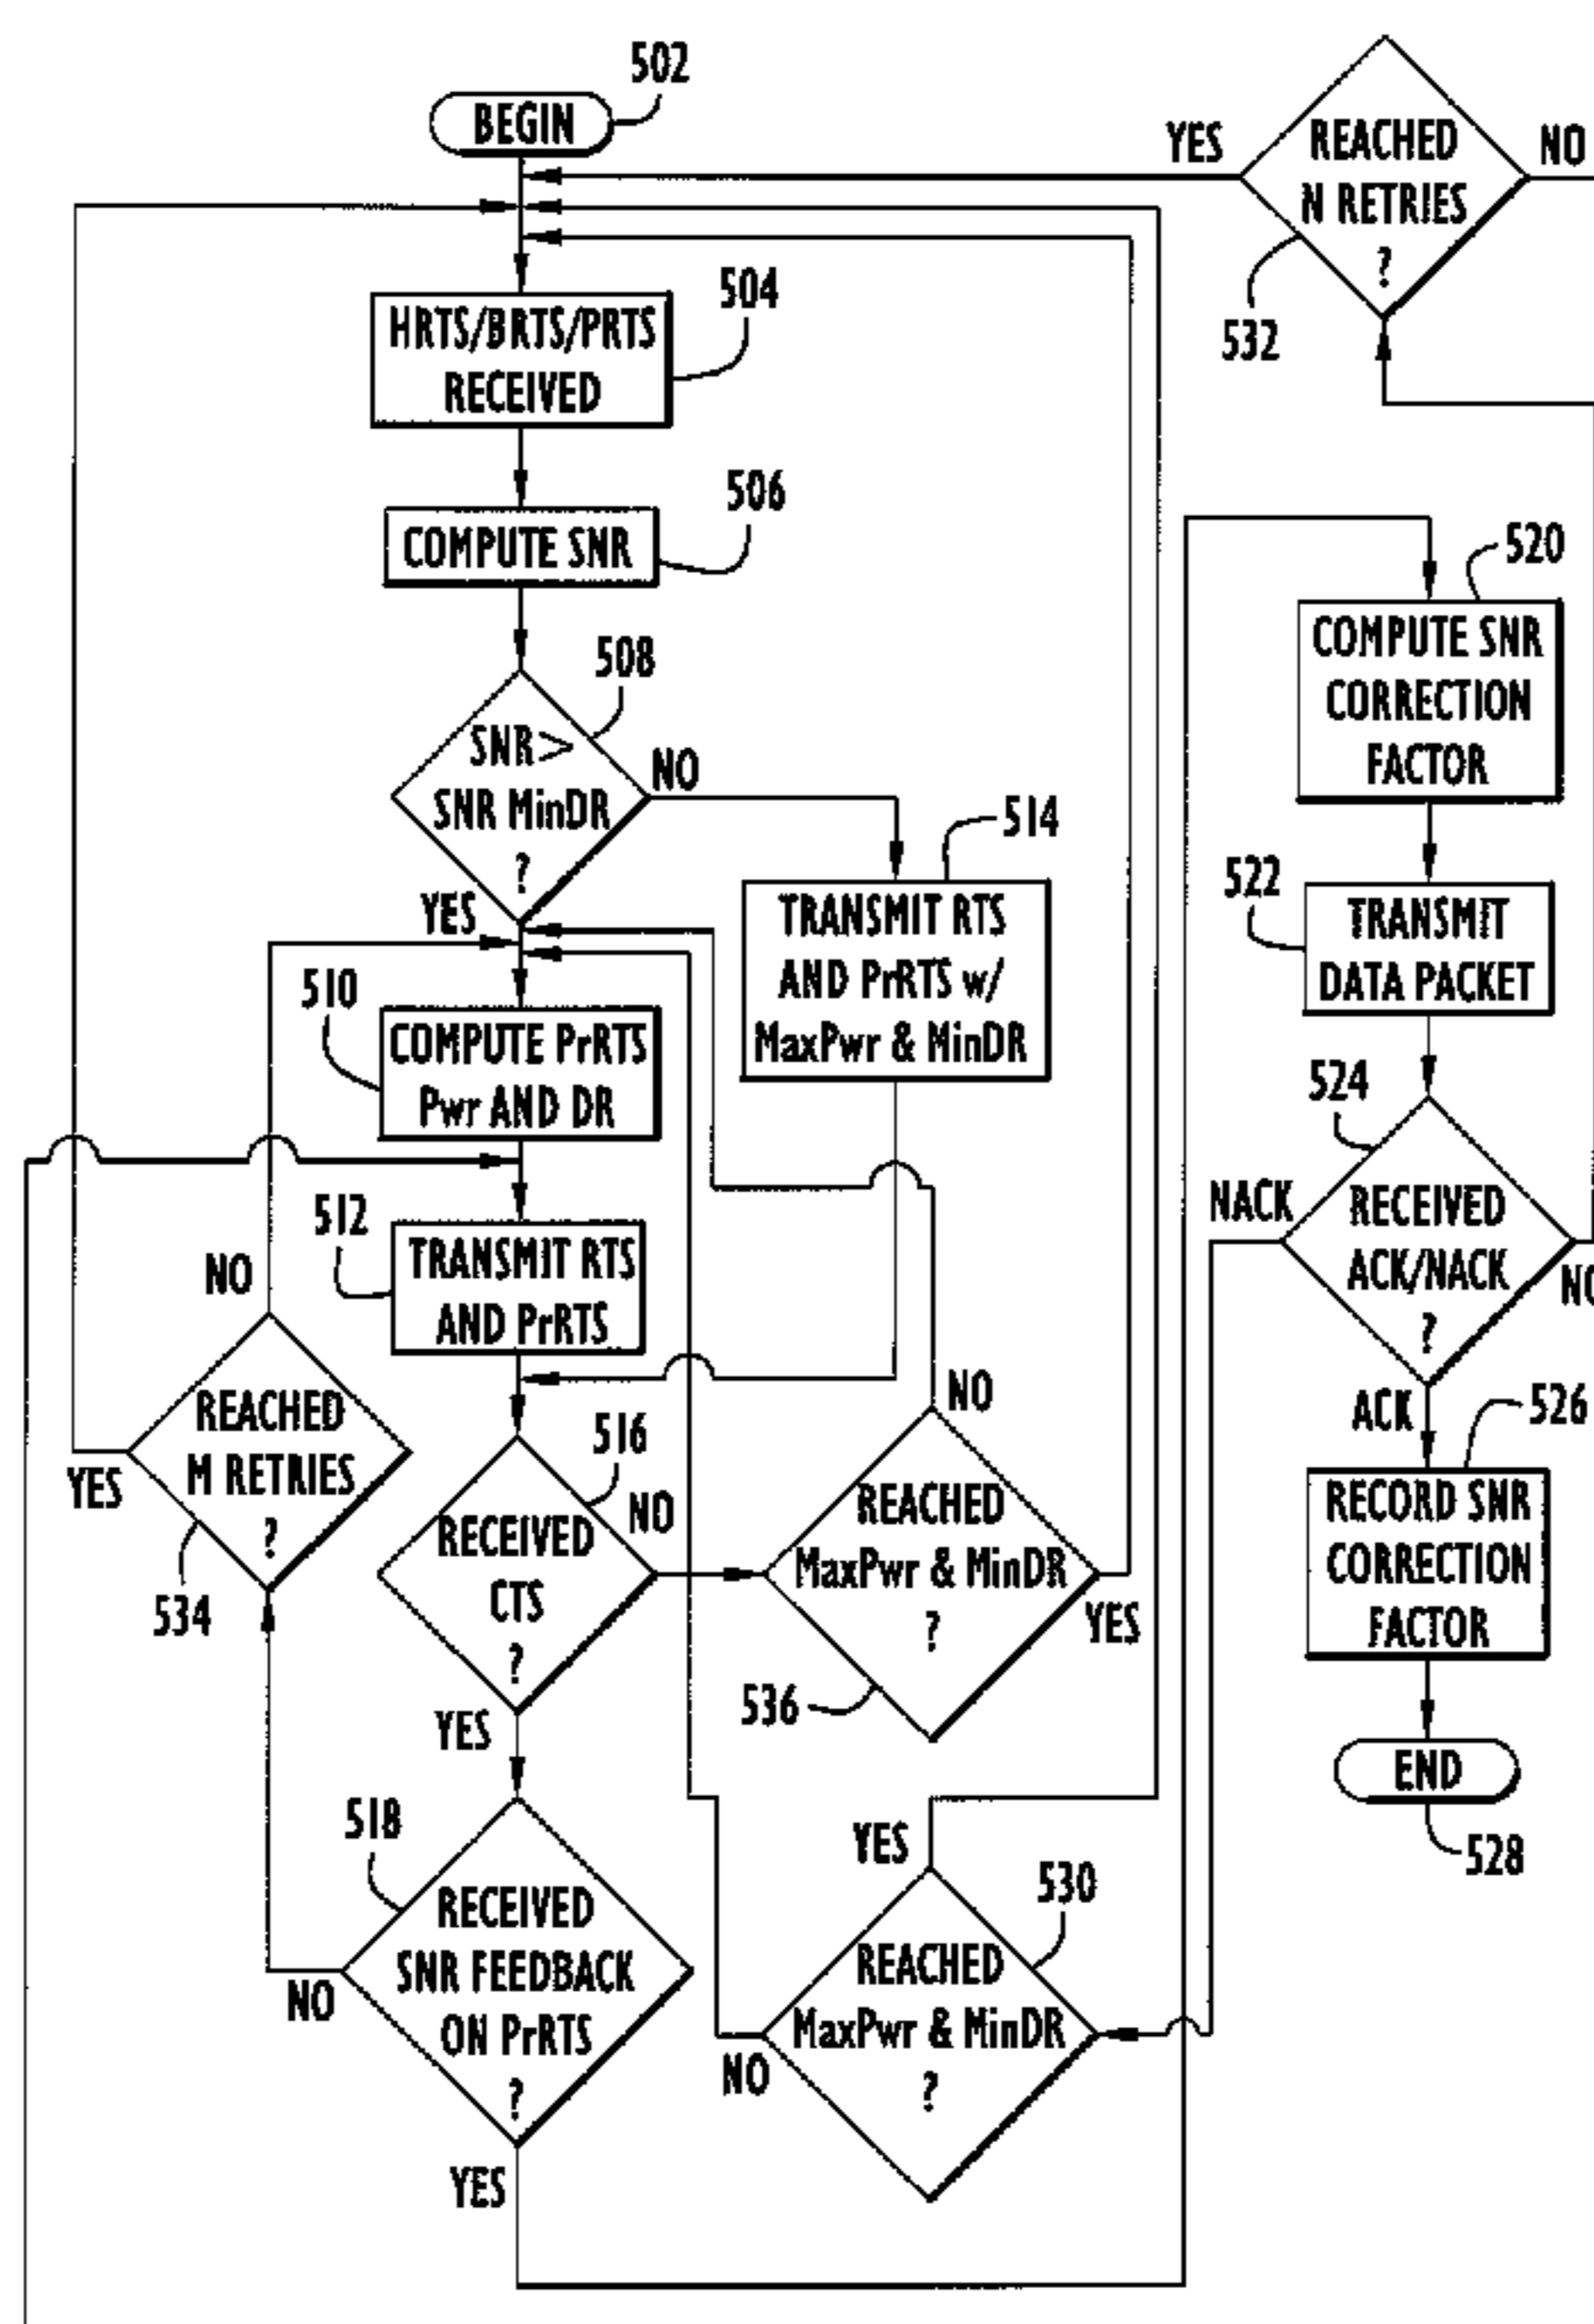 502
BEGIN
YES
REACHED
N RETRIES
?
NO
532
504
HRTS/BRTS/PRTS
RECEIVED
506
COMPUTE SNR
508
SNR>
SNR MinDR
?
NO
YES
514
TRANSMIT RTS
AND PrRTS w/
MaxPwr & MinDR
510
COMPUTE PrRTS
Pwr AND DR
512
TRANSMIT RTS
AND PrRTS
NO
REACHED
M RETRIES
?
YES
534
516
RECEIVED
CTS
?
NO
YES
NO
REACHED
MaxPwr & MinDR
?
YES
536
518
RECEIVED
SNR FEEDBACK
ON PrRTS
?
NO
YES
YES
530
REACHED
MaxPwr & MinDR
?
NO
520
COMPUTE SNR
CORRECTION
FACTOR
522
TRANSMIT
DATA PACKET
524
NACK
RECEIVED
ACK/NACK
?
NO
ACK
526
RECORD SNR
CORRECTION
FACTOR
END
528